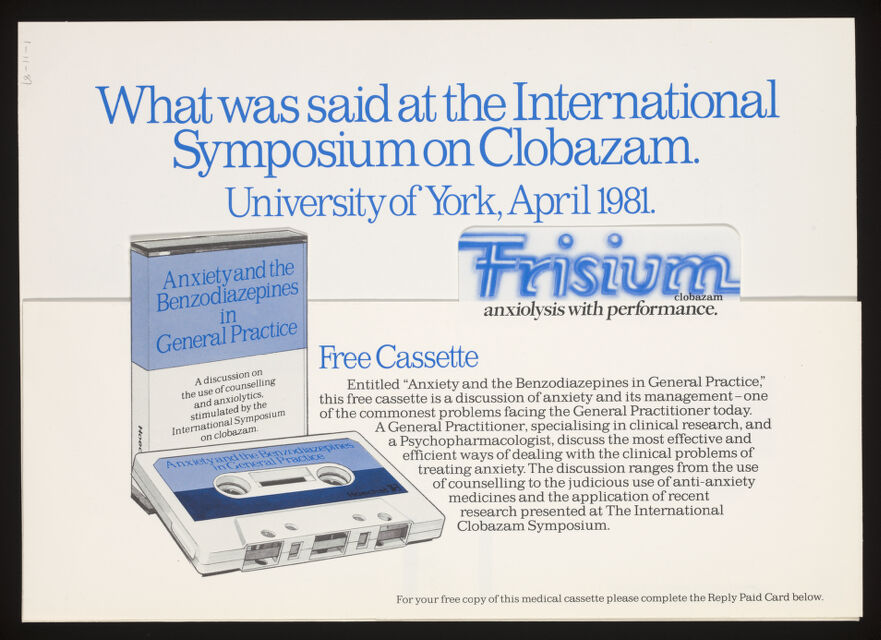 What was said at the International
Symposium on Clobazam.
University of York, April 1981.
Frisium
clobazam
anxiolysis with performance.
Anxiety and the
Benzodiazepines
in
General Practice
A discussion on
the use of counselling
and anxiolytics,
stimulated by the
International Symposium
on clobazam.
Anxiety and the Benzodiazepines
in General Practice
Hoechst
Free Cassette
Entitled “Anxiety and the Benzodiazepines in General Practice,”
this free cassette is a discussion of anxiety and its management – one
of the commonest problems facing the General Practitioner today.
A General Practitioner, specialising in clinical research, and
a Psychopharmacologist, discuss the most effective and
efficient ways of dealing with the clinical problems of
treating anxiety. The discussion ranges from the use
of counselling to the judicious use of anti-anxiety
medicines and the application of recent
research presented at The International
Clobazam Symposium.
For your free copy of this medical cassette please complete the Reply Paid Card below.